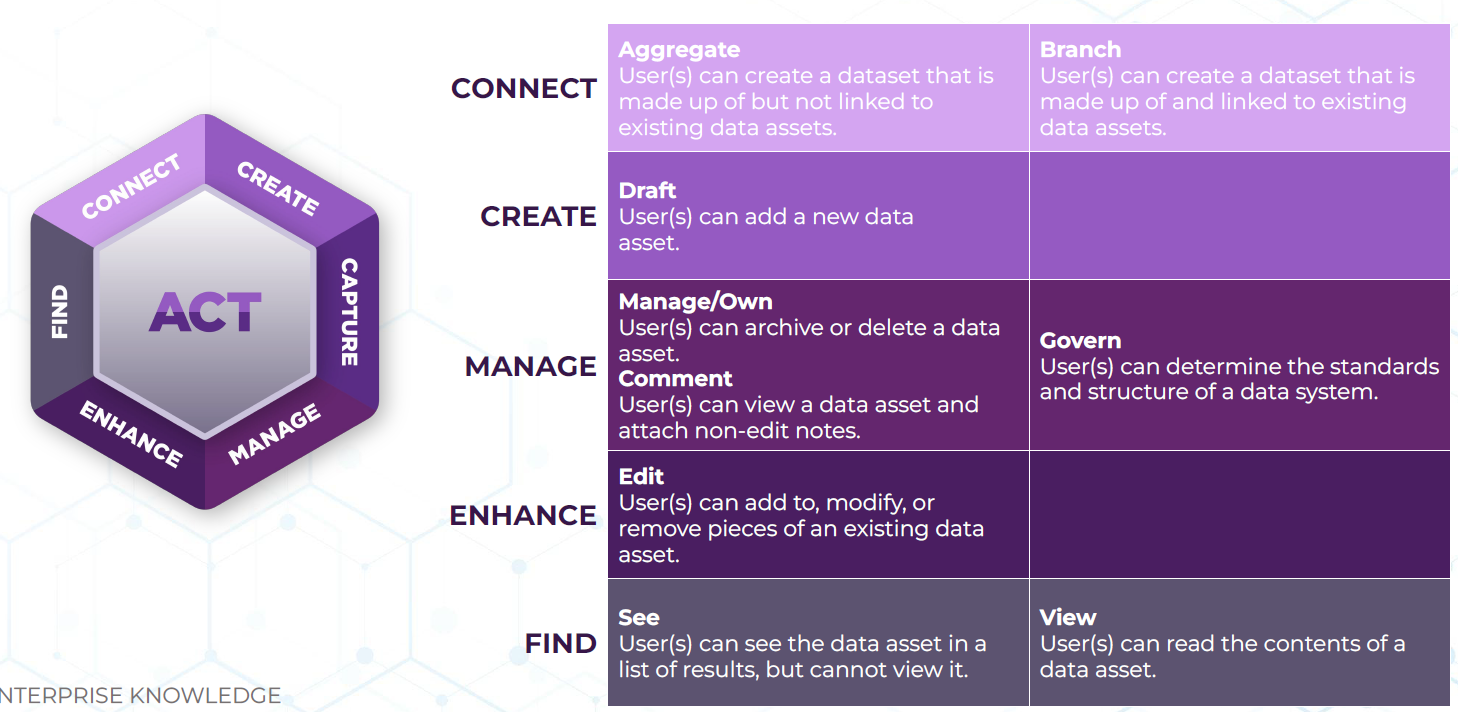 CONNECT
CREATE
CAPTURE
MANAGE
ENHANCE
FIND
ACT
CONNECT
Aggregate
User(s) can create a dataset that is
made up of but not linked to
existing data assets.
Branch
User(s) can create a dataset that is
made up of and linked to existing
data assets.
CREATE
Draft
User(s) can add a new data
asset.
MANAGE
Manage/Own
User(s) can archive or delete a data
asset.
Comment
User(s) can view a data asset and
attach non-edit notes.
Govern
User(s) can determine the standards
and structure of a data system.
ENHANCE
Edit
User(s) can add to, modify, or
remove pieces of an existing data
asset.
FIND
See
User(s) can see the data asset in a
list of results, but cannot view it.
View
User(s) can read the contents of a
data asset.
NTERPRISE KNOWLEDGE